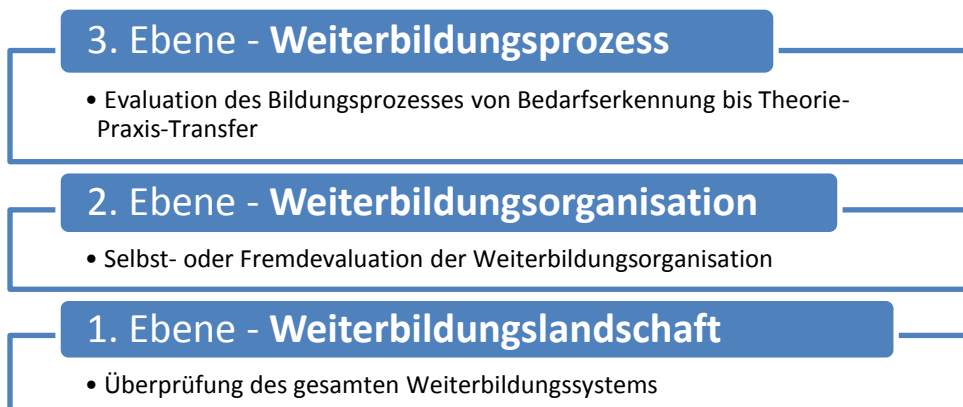 3. Ebene - Weiterbildungsprozess
• Evaluation des Bildungsprozesses von Bedarfserkennung bis Theorie-
Praxis-Transfer
2. Ebene - Weiterbildungsorganisation
• Selbst- oder Fremdevaluation der Weiterbildungsorganisation
1. Ebene - Weiterbildungslandschaft
• Überprüfung des gesamten Weiterbildungssystems